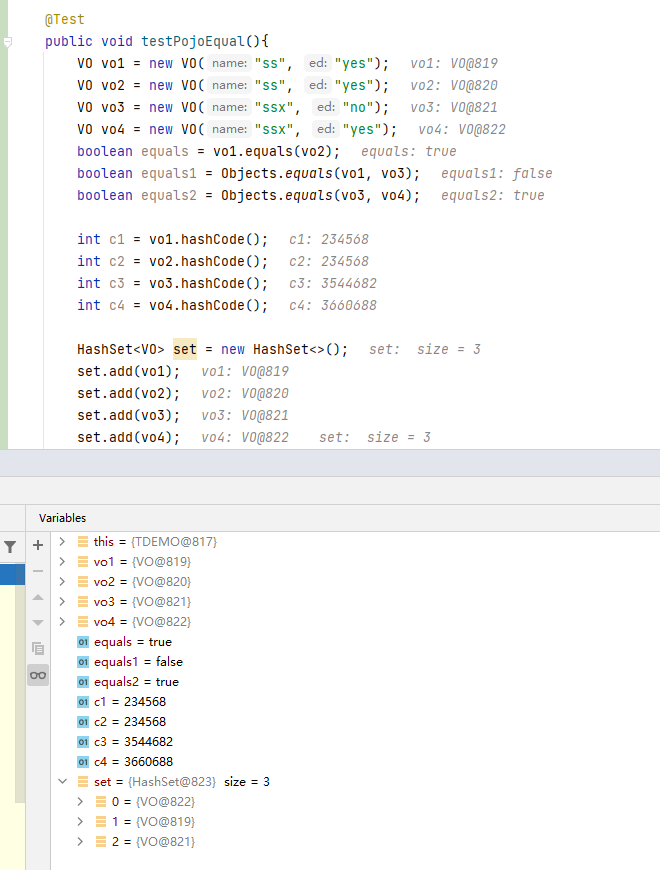 @Test
public void testPojoEqual(){
VO vo1 = new VO( name: "ss", ed: "yes"); vo1: VO@819
VO vo2 = new VO( name: "ss", ed: "yes"); vo2: VO@820
VO vo3 = new VO( name: "ssx", ed: "no"); vo3: VO@821
VO vo4 = new VO( name: "ssx", ed: "yes"); vo4: VO@822
boolean equals = vo1.equals(vo2); equals: true
boolean equals1 = Objects.equals(vo1, vo3); equals1: false
boolean equals2 = Objects.equals(vo3, vo4); equals2: true
int c1 = vo1.hashCode(); c1: 234568
int c2 = vo2.hashCode(); c2: 234568
int c3 = vo3.hashCode(); c3: 3544682
int c4 = vo4.hashCode(); c4: 3660688
HashSet<VO> set = new HashSet<>(); set: size = 3
set.add(vo1); vo1: VO@819
set.add(vo2); vo2: VO@820
set.add(vo3); vo3: VO@821
set.add(vo4); vo4: VO@822 set: size = 3
Variables
this = {TDEMO@817}
vo1 = {VO@819}
vo2 = {VO@820}
vo3 = {VO@821}
vo4 = {VO@822}
01 equals = true
01 equals1 = false
01 equals2 = true
01 c1 = 234568
01 c2 = 234568
01 c3 = 3544682
01 c4 = 3660688
set = {HashSet@823} size = 3
0 = {VO@822}
1 = {VO@819}
2 = {VO@821}